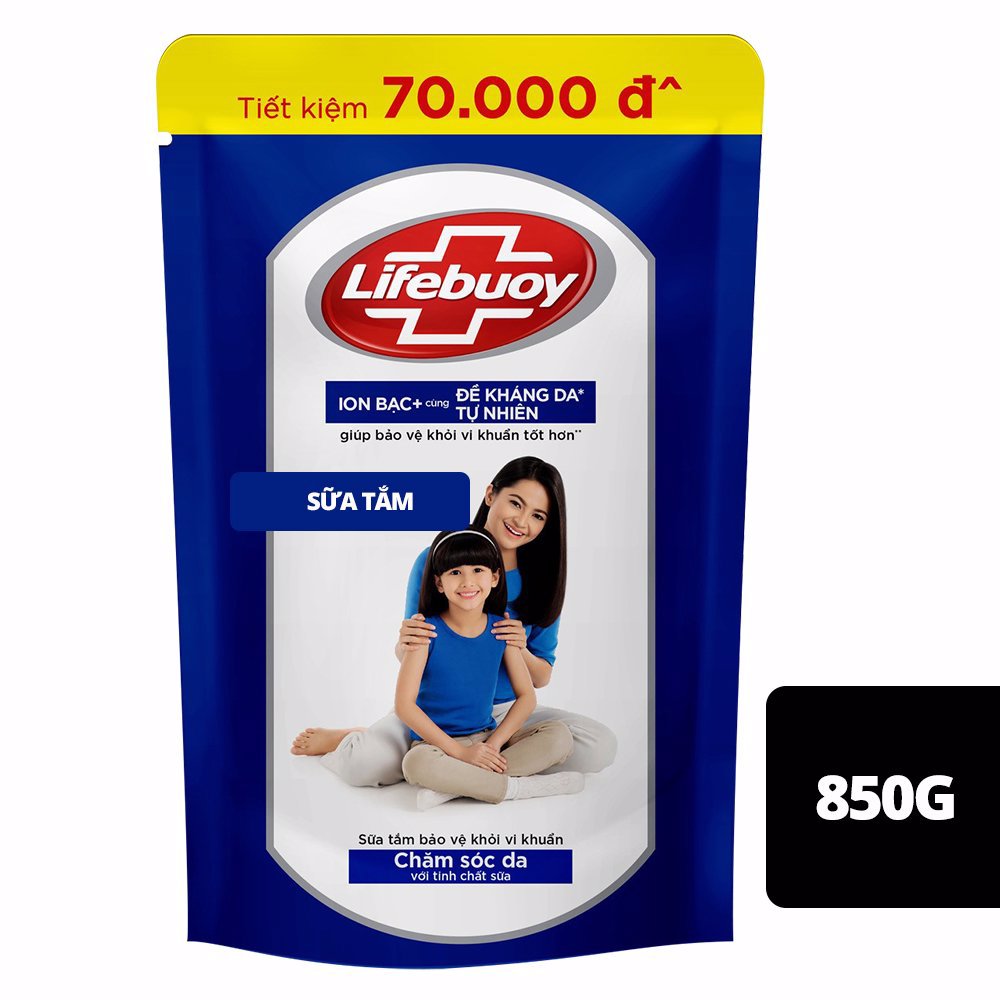 Tiết kiệm 70.000 đ^
Lifebuoy
ION BẠC+ cùng ĐỀ KHÁNG DA*
TỰ NHIÊN
giúp bảo vệ khỏi vi khuẩn tốt hơn**
SỮA TẮM
850G
Sữa tắm bảo vệ khỏi vi khuẩn
Chăm sóc da
với tinh chất sữa